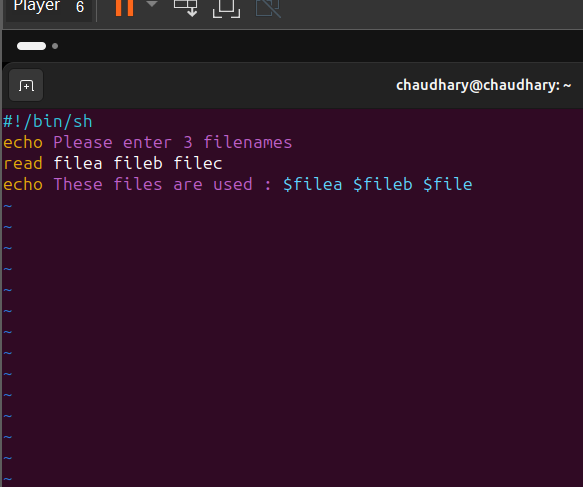 Player 6
chaudhary@chaudhary: ~
#!/bin/sh
echo Please enter 3 filenames
read filea fileb filec
echo These files are used : $filea $fileb $file
~
~
~
~
~
~
~
~
~
~
~
~
~
~